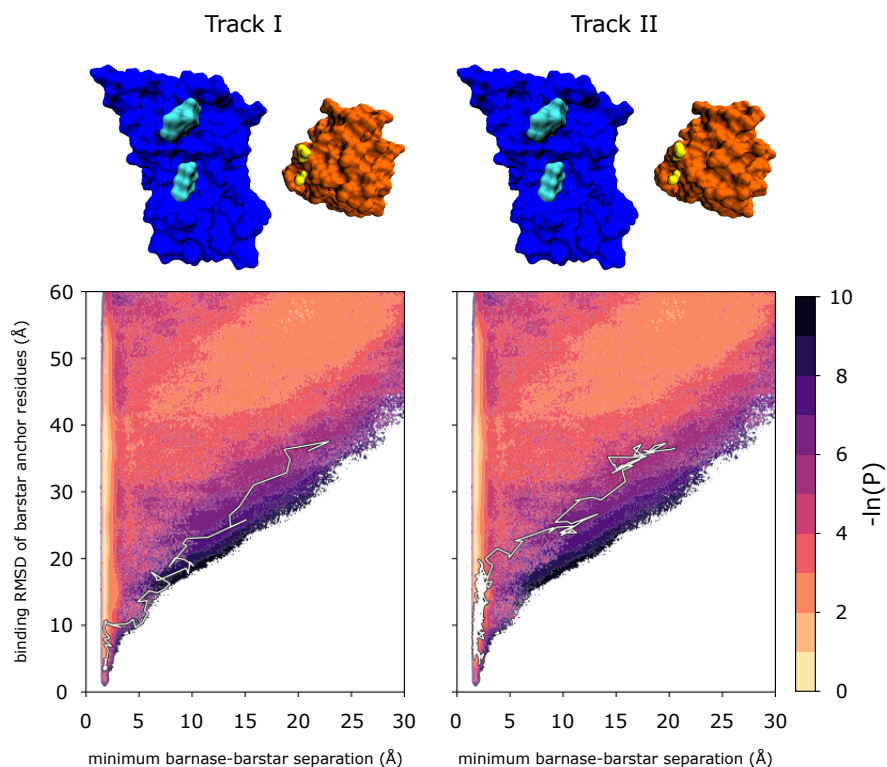 Track I
Track II
binding RMSD of barstar anchor residues (Å)
60
50
40
30
20
10
0
0 5 10 15 20 25 30
minimum barnase-barstar separation (Å)
0 5 10 15 20 25 30
minimum barnase-barstar separation (Å)
10
8
6
4
2
0
-ln(P)